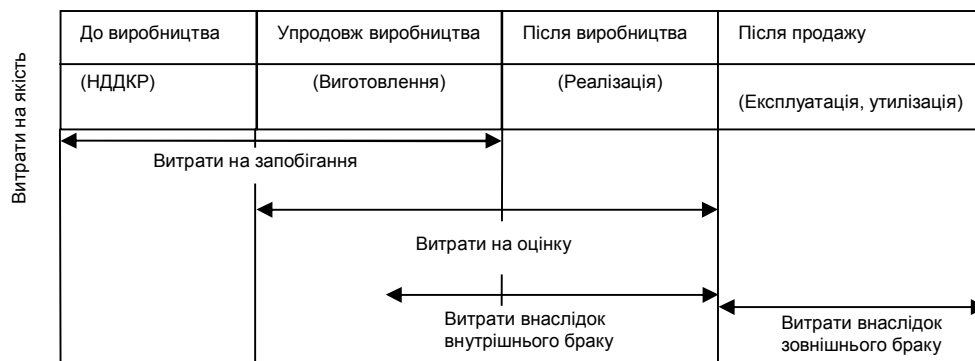 Витрати на якість
До виробництва
Упродовж виробництва
Після виробництва
Після продажу
(НДДКР)
(Виготовлення)
(Реалізація)
(Експлуатація, утилізація)
Витрати на запобігання
Витрати на оцінку
Витрати внаслідок
внутрішнього браку
Витрати внаслідок
зовнішнього браку